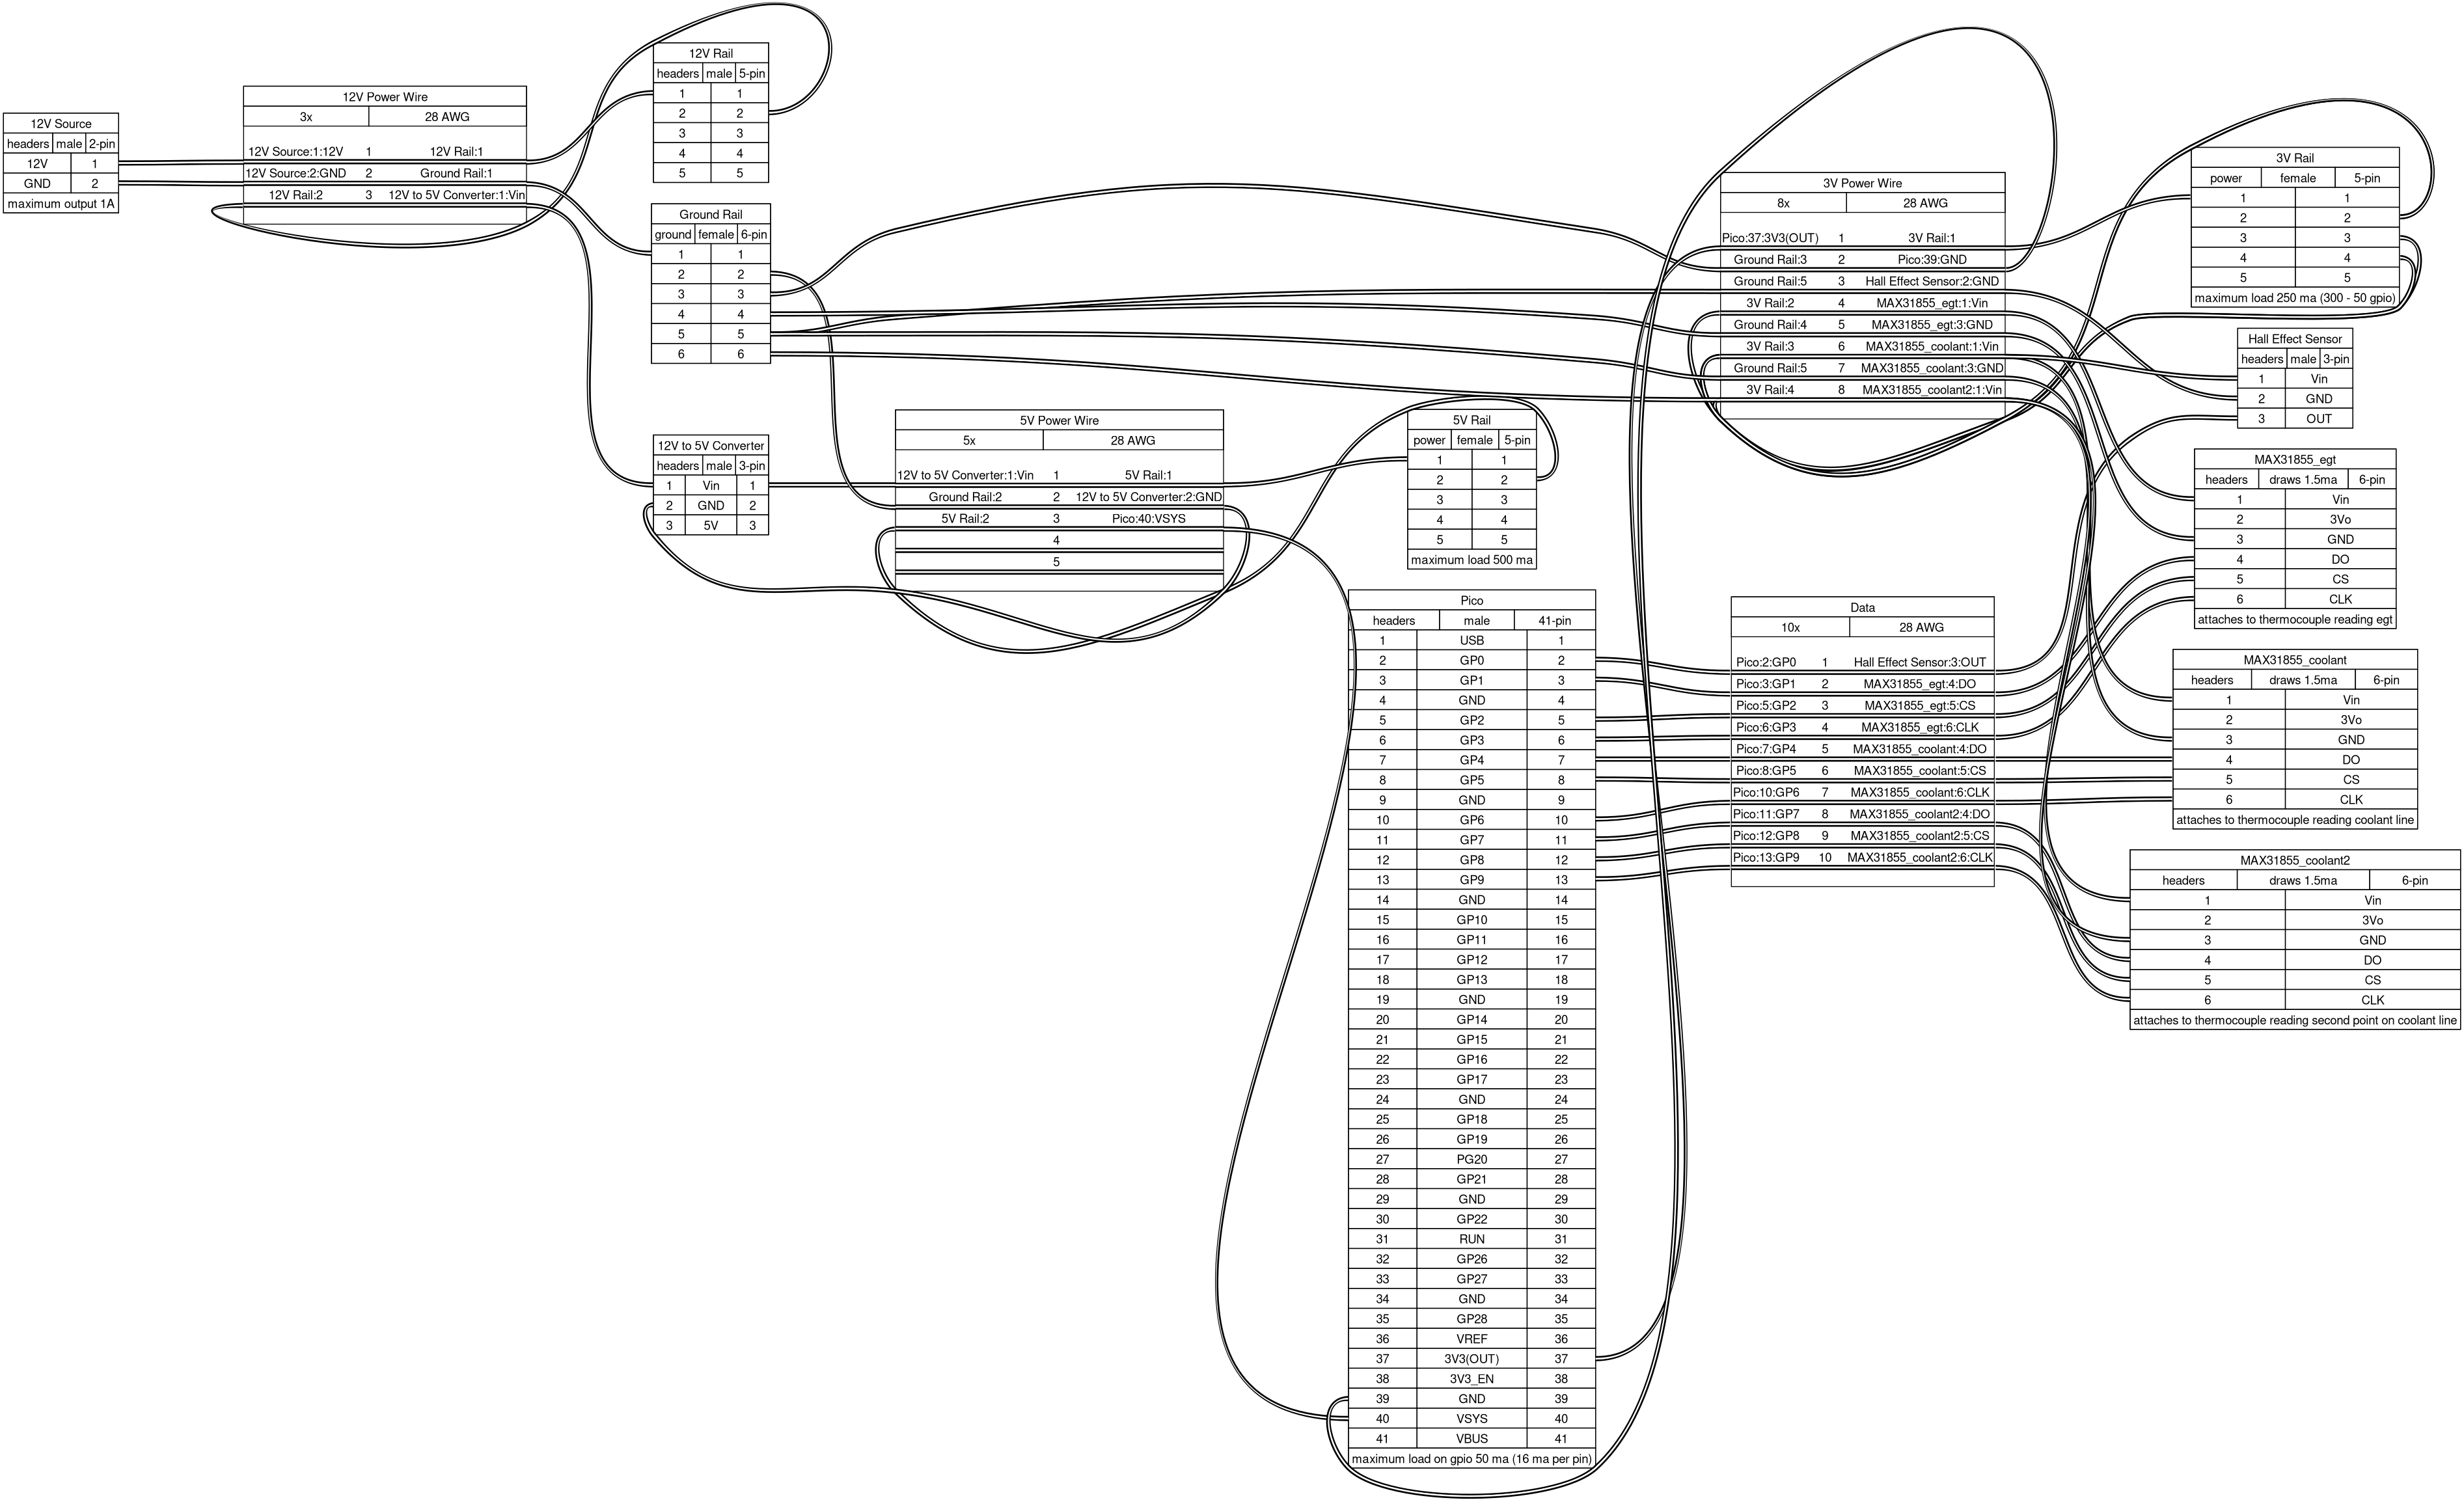 12V Source
headers male 2-pin
12V 1
GND 2
maximum output 1A
12V Power Wire
3x 28 AWG
12V Source:1:12V 1 12V Rail:1
12V Source:2:GND 2 Ground Rail:1
12V Rail:2 3 12V to 5V Converter:1:Vin
12V Rail
headers male 5-pin
1 1
2 2
3 3
4 4
5 5
Ground Rail
ground female 6-pin
1 1
2 2
3 3
4 4
5 5
6 6
12V to 5V Converter
headers male 3-pin
1 Vin 1
2 GND 2
3 5V 3
5V Power Wire
5x 28 AWG
12V to 5V Converter:1:Vin 1 5V Rail:1
Ground Rail:2 2 12V to 5V Converter:2:GND
5V Rail:2 3 Pico:40:VSYS
4
5
5V Rail
power female 5-pin
1 1
2 2
3 3
4 4
5 5
maximum load 500 ma
Pico
headers male 41-pin
1 USB 1
2 GP0 2
3 GP1 3
4 GND 4
5 GP2 5
6 GP3 6
7 GP4 7
8 GP5 8
9 GND 9
10 GP6 10
11 GP7 11
12 GP8 12
13 GP9 13
14 GND 14
15 GP10 15
16 GP11 16
17 GP12 17
18 GP13 18
19 GND 19
20 GP14 20
21 GP15 21
22 GP16 22
23 GP17 23
24 GND 24
25 GP18 25
26 GP19 26
27 PG20 27
28 GP21 28
29 GND 29
30 GP22 30
31 RUN 31
32 GP26 32
33 GP27 33
34 GND 34
35 GP28 35
36 VREF 36
37 3V3(OUT) 37
38 3V3_EN 38
39 GND 39
40 VSYS 40
41 VBUS 41
maximum load on gpio 50 ma (16 ma per pin)
3V Power Wire
8x 28 AWG
Pico:37:3V3(OUT) 1 3V Rail:1
Ground Rail:3 2 Pico:39:GND
Ground Rail:5 3 Hall Effect Sensor:2:GND
3V Rail:2 4 MAX31855_egt:1:Vin
Ground Rail:4 5 MAX31855_egt:3:GND
3V Rail:3 6 MAX31855_coolant:1:Vin
Ground Rail:5 7 MAX31855_coolant:3:GND
3V Rail:4 8 MAX31855_coolant2:1:Vin
Data
10x 28 AWG
Pico:2:GP0 1 Hall Effect Sensor:3:OUT
Pico:3:GP1 2 MAX31855_egt:4:DO
Pico:5:GP2 3 MAX31855_egt:5:CS
Pico:6:GP3 4 MAX31855_egt:6:CLK
Pico:7:GP4 5 MAX31855_coolant:4:DO
Pico:8:GP5 6 MAX31855_coolant:5:CS
Pico:10:GP6 7 MAX31855_coolant:6:CLK
Pico:11:GP7 8 MAX31855_coolant2:4:DO
Pico:12:GP8 9 MAX31855_coolant2:5:CS
Pico:13:GP9 10 MAX31855_coolant2:6:CLK
3V Rail
power female 5-pin
1 1
2 2
3 3
4 4
5 5
maximum load 250 ma (300 - 50 gpio)
Hall Effect Sensor
headers male 3-pin
1 Vin
2 GND
3 OUT
MAX31855_egt
headers draws 1.5ma 6-pin
1 Vin
2 3Vo
3 GND
4 DO
5 CS
6 CLK
attaches to thermocouple reading egt
MAX31855_coolant
headers draws 1.5ma 6-pin
1 Vin
2 3Vo
3 GND
4 DO
5 CS
6 CLK
attaches to thermocouple reading coolant line
MAX31855_coolant2
headers draws 1.5ma 6-pin
1 Vin
2 3Vo
3 GND
4 DO
5 CS
6 CLK
attaches to thermocouple reading second point on coolant line